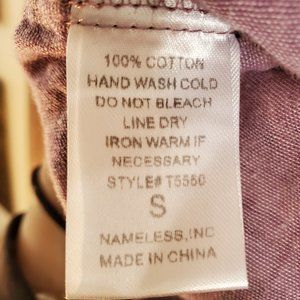 100% COTTON
HAND WASH COLD
DO NOT BLEACH
LINE DRY
IRON WARM IF
NECESSARY
STYLE# T5560
S
NAMELESS,INC
MADE IN CHINA